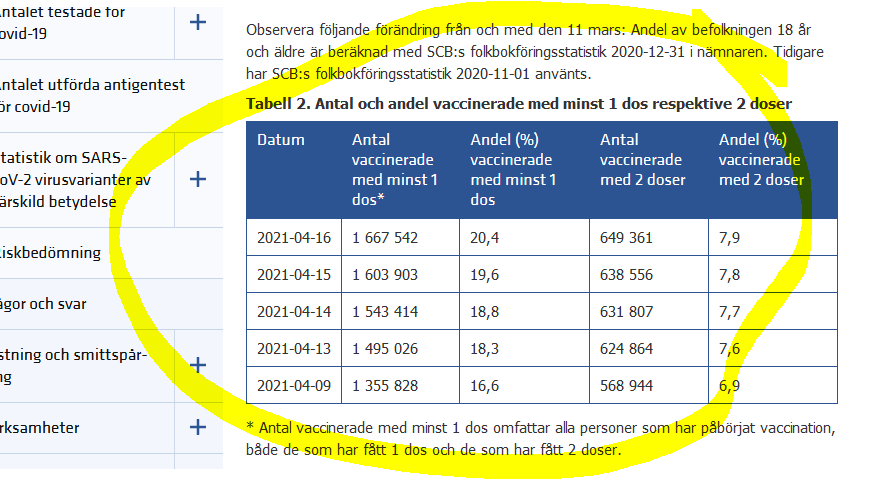 ntalet testade för
ovid-19
+
ntalet utförda antigentest
ör covid-19
tatistik om SARS-
oV-2 virusvarianter av
ärskild betydelse
+
iskbedömning
ågor och svar
stning och smittspår-
ng
+
rksamheter
+
Observera följande förändring från och med den 11 mars: Andel av befolkningen 18 år
och äldre är beräknad med SCB:s folkbokföringsstatistik 2020-12-31 i nämnaren. Tidigare
har SCB:s folkbokföringsstatistik 2020-11-01 använts.
Tabell 2. Antal och andel vaccinerade med minst 1 dos respektive 2 doser
Datum
Antal
vaccinerade
med minst 1
dos*
Andel (%)
vaccinerade
med minst 1
dos
Antal
vaccinerade
med 2 doser
Andel (%)
vaccinerade
med 2 doser
2021-04-16 1 667 542 20,4 649 361 7,9
2021-04-15 1 603 903 19,6 638 556 7,8
2021-04-14 1 543 414 18,8 631 807 7,7
2021-04-13 1 495 026 18,3 624 864 7,6
2021-04-09 1 355 828 16,6 568 944 6,9
* Antal vaccinerade med minst 1 dos omfattar alla personer som har påbörjat vaccination,
både de som har fått 1 dos och de som har fått 2 doser.